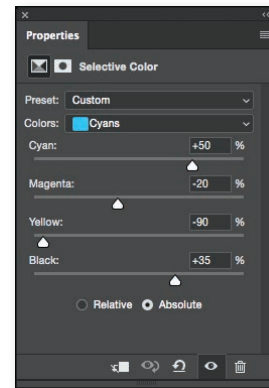 Properties
Selective Color
Preset: Custom
Colors: Cyans
Cyan: +50 %
Magenta: -20 %
Yellow: -90 %
Black: +35 %
Relative Absolute